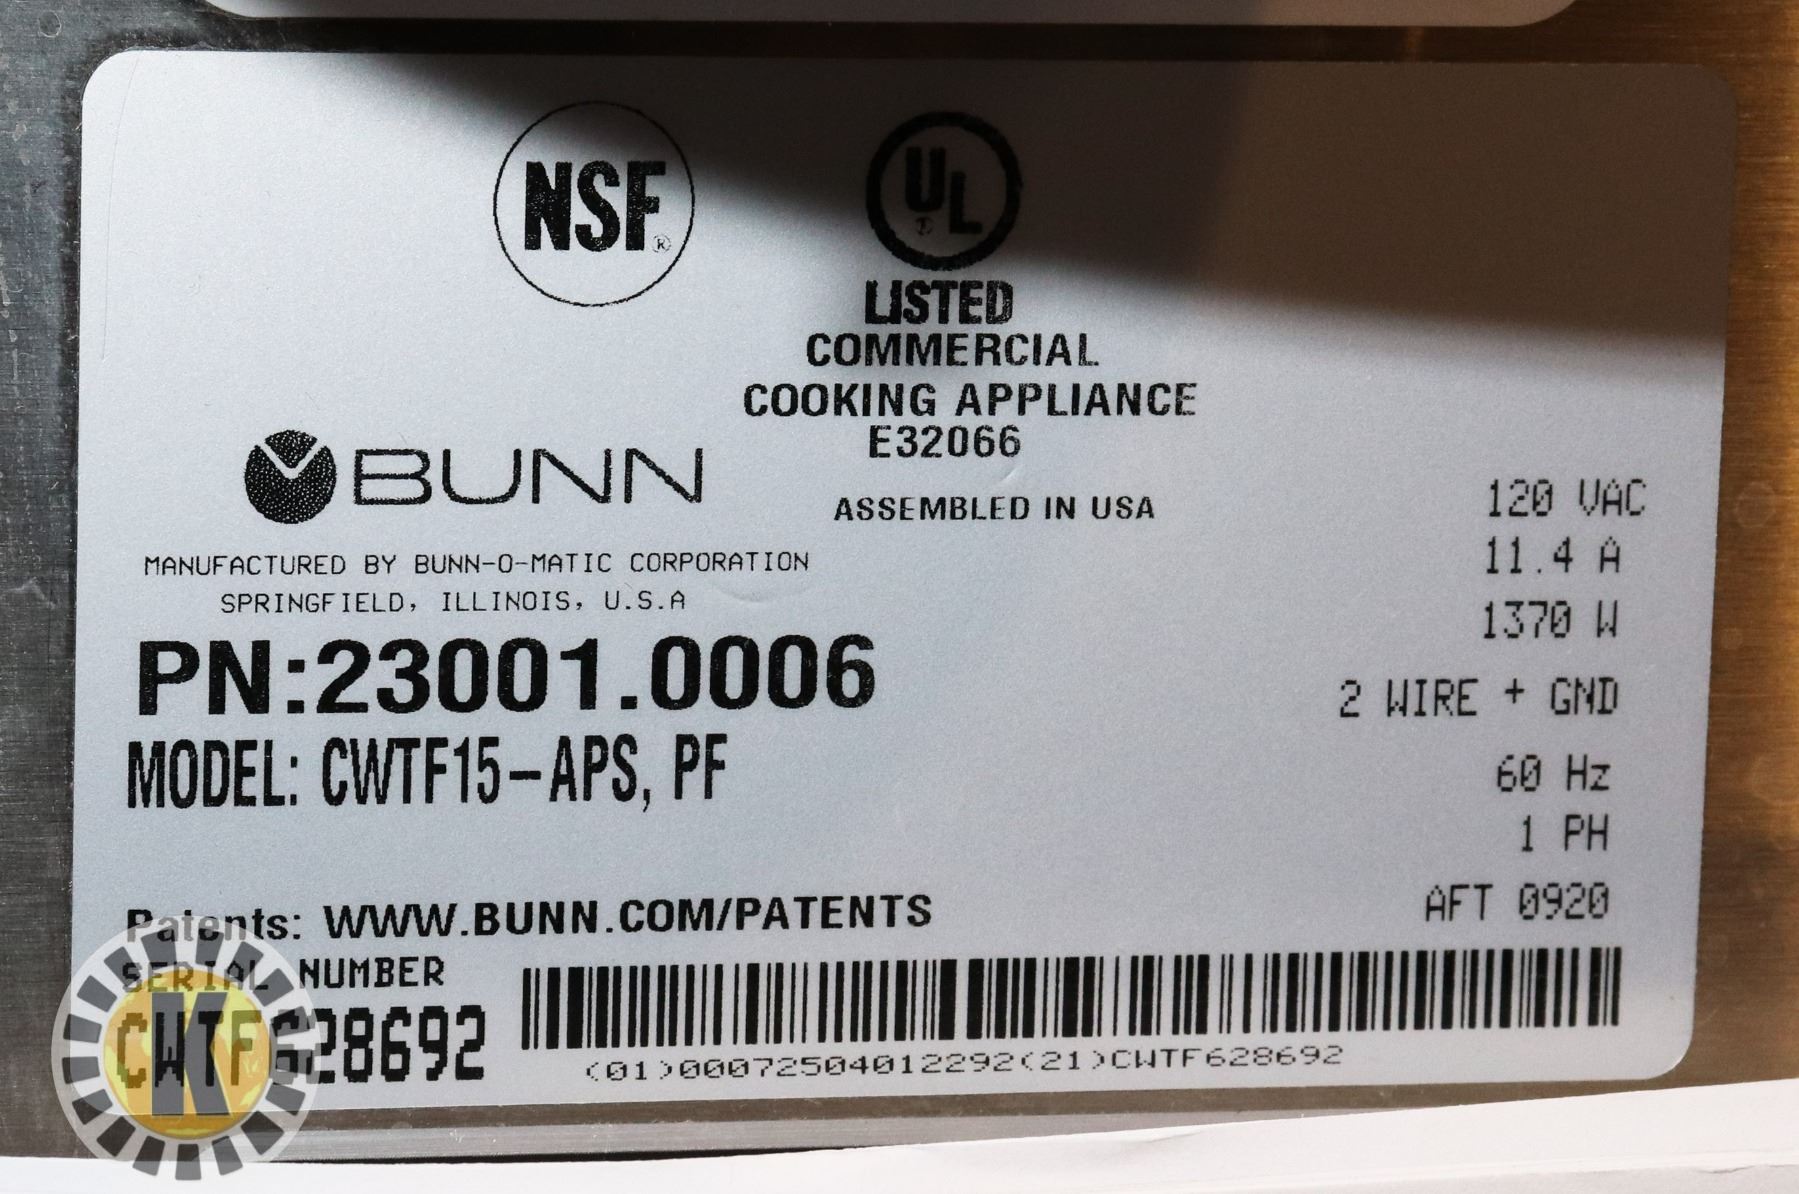 NSF®
UL
LISTED
COMMERCIAL
COOKING APPLIANCE
E32066
ASSEMBLED IN USA
BUNN
MANUFACTURED BY BUNN-O-MATIC CORPORATION
SPRINGFIELD, ILLINOIS, U.S.A
PN:23001.0006
MODEL: CWTF15-APS, PF
120 VAC
11.4 A
1370 W
2 WIRE + GND
60 Hz
1 PH
AFT 0920
Patents: WWW.BUNN.COM/PATENTS
SERIAL NUMBER
CWTF628692
(01)00072504012292(21)CWTF628692
K